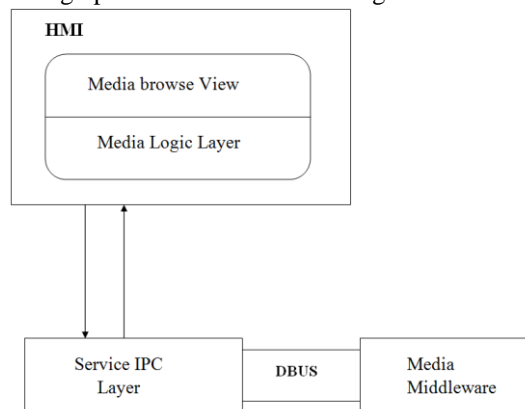 HMI
Media browse View
Media Logic Layer
Service IPC
Layer
DBUS
Media
Middleware